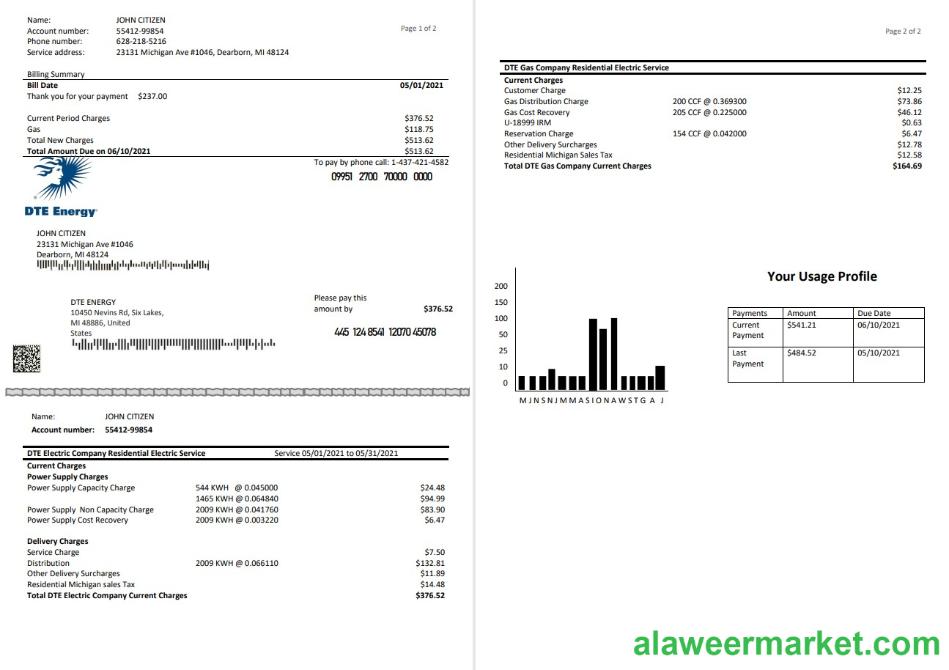 Name: JOHN CITIZEN
Account number: 55412-99854
Page 1 of 2
Phone number: 628-218-5216
Service address: 23131 Michigan Ave #1046, Dearborn, MI 48124
Billing Summary
Bill Date 05/01/2021
Thank you for your payment $237.00
Current Period Charges $376.52
Gas $118.75
Total New Charges $513.62
Total Amount Due on 06/10/2021 $513.62
To pay by phone call: 1-437-421-4582
09951 2700 70000 0000
DTE Energy
JOHN CITIZEN
23131 Michigan Ave #1046
Dearborn, MI 48124
DTE ENERGY
10450 Nevins Rd, Six Lakes,
MI 48886, United
States
Please pay this
amount by $376.52
445 124 8541 12070 45078
Name: JOHN CITIZEN
Account number: 55412-99854
DTE Electric Company Residential Electric Service Service 05/01/2021 to 05/31/2021
Current Charges
Power Supply Charges
Power Supply Capacity Charge 544 KWH @ 0.045000 $24.48
1465 KWH @ 0.064840 $94.99
Power Supply Non Capacity Charge 2009 KWH @ 0.041760 $83.90
Power Supply Cost Recovery 2009 KWH @ 0.003220 $6.47
Delivery Charges
Service Charge $7.50
Distribution 2009 KWH @ 0.066110 $132.81
Other Delivery Surcharges $11.89
Residential Michigan sales Tax $14.48
Total DTE Electric Company Current Charges $376.52
Page 2 of 2
DTE Gas Company Residential Electric Service
Current Charges
Customer Charge $12.25
Gas Distribution Charge 200 CCF @ 0.369300 $73.86
Gas Cost Recovery 205 CCF @ 0.225000 $46.12
U-18999 IRM $0.63
Reservation Charge 154 CCF @ 0.042000 $6.47
Other Delivery Surcharges $12.78
Residential Michigan Sales Tax $12.58
Total DTE Gas Company Current Charges $164.69
200
150
100
50
25
10
0
M J N S N J M M A S I O N A W S T G A J
Your Usage Profile
Payments Amount Due Date
Current Payment $541.21 06/10/2021
Last Payment $484.52 05/10/2021
alaweermarket.com